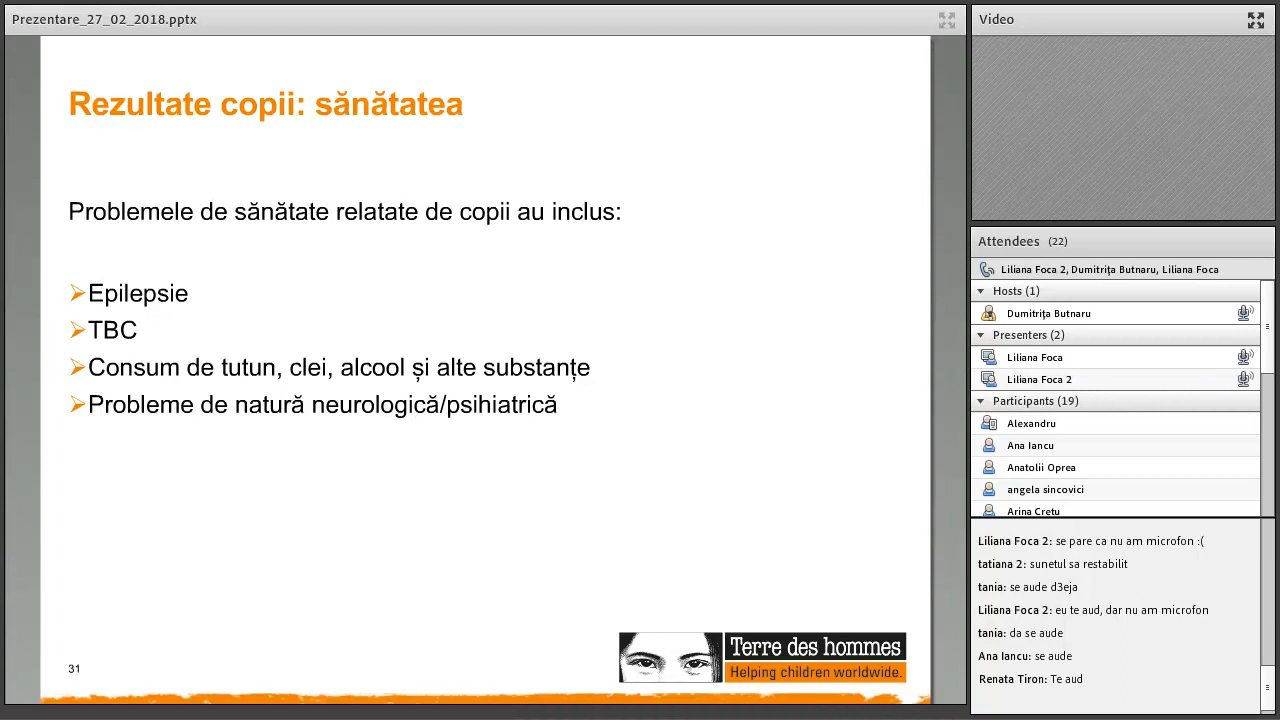 Prezentare_27_02_2018.pptx
Rezultate copii: sănătatea
Problemele de sănătate relatate de copii au inclus:
Epilepsie
TBC
Consum de tutun, clei, alcool și alte substanțe
Probleme de natură neurologică/psihiatrică
31
Terre des hommes
Helping children worldwide.
Video
Attendees (22)
Liliana Foca 2, Dumitrița Butnaru, Liliana Foca
Hosts (1)
Dumitrița Butnaru
Presenters (2)
Liliana Foca
Liliana Foca 2
Participants (19)
Alexandru
Ana Iancu
Anatolii Oprea
angela sincovici
Arina Cretu
Liliana Foca 2: se pare ca nu am microfon :(
tatiana 2: sunetul sa restabilit
tania: se aude d3eja
Liliana Foca 2: eu te aud, dar nu am microfon
tania: da se aude
Ana Iancu: se aude
Renata Tiron: Te aud